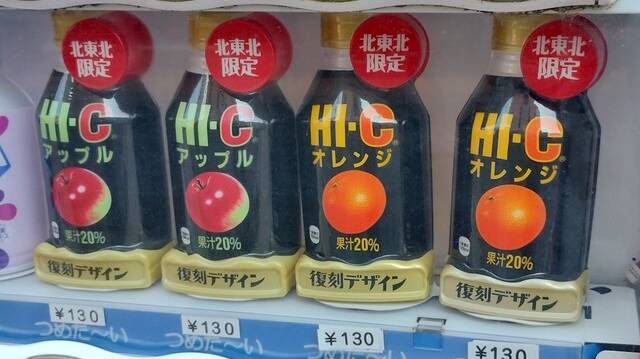 北東北
限定
HI-C
アップル
果汁20%
復刻デザイン
¥130
つめた〜い
北東北
限定
HI-C
アップル
果汁20%
復刻デザイン
¥130
つめた〜い
北東北
限定
HI-C
オレンジ
果汁20%
復刻デザイン
¥130
つめた〜い
北東北
限定
HI-C
オレンジ
果汁20%
復刻デザイン
¥130